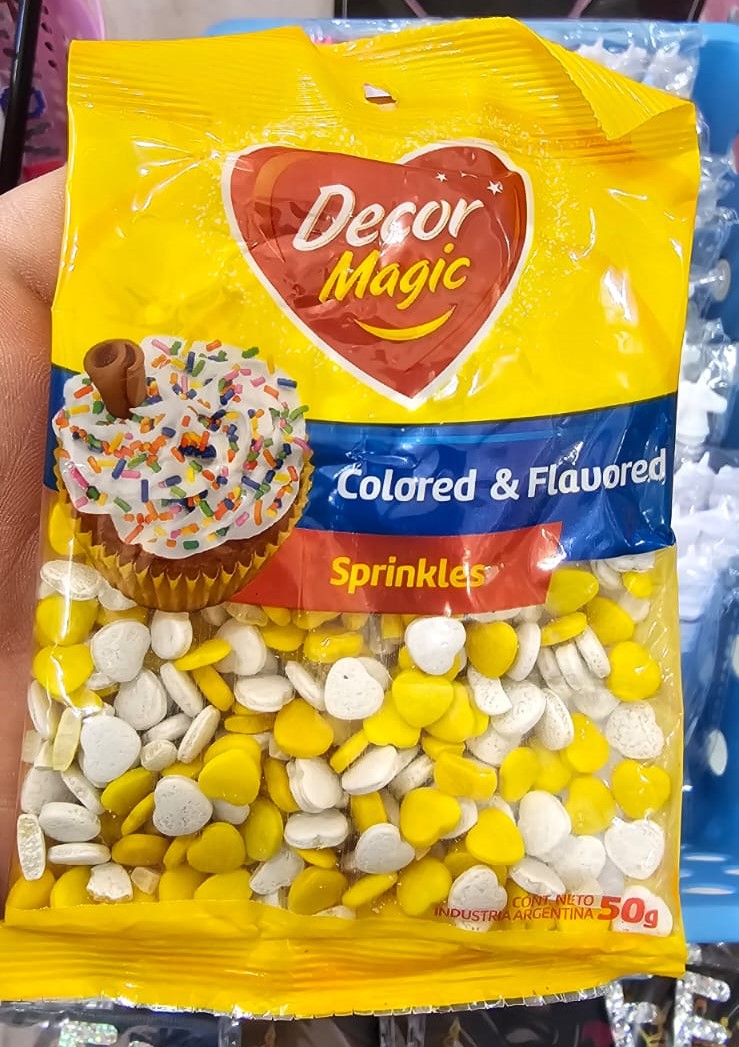 Decor
Magic
Colored & Flavored
Sprinkles
CONT. NETO
INDUSTRIA ARGENTINA 50g